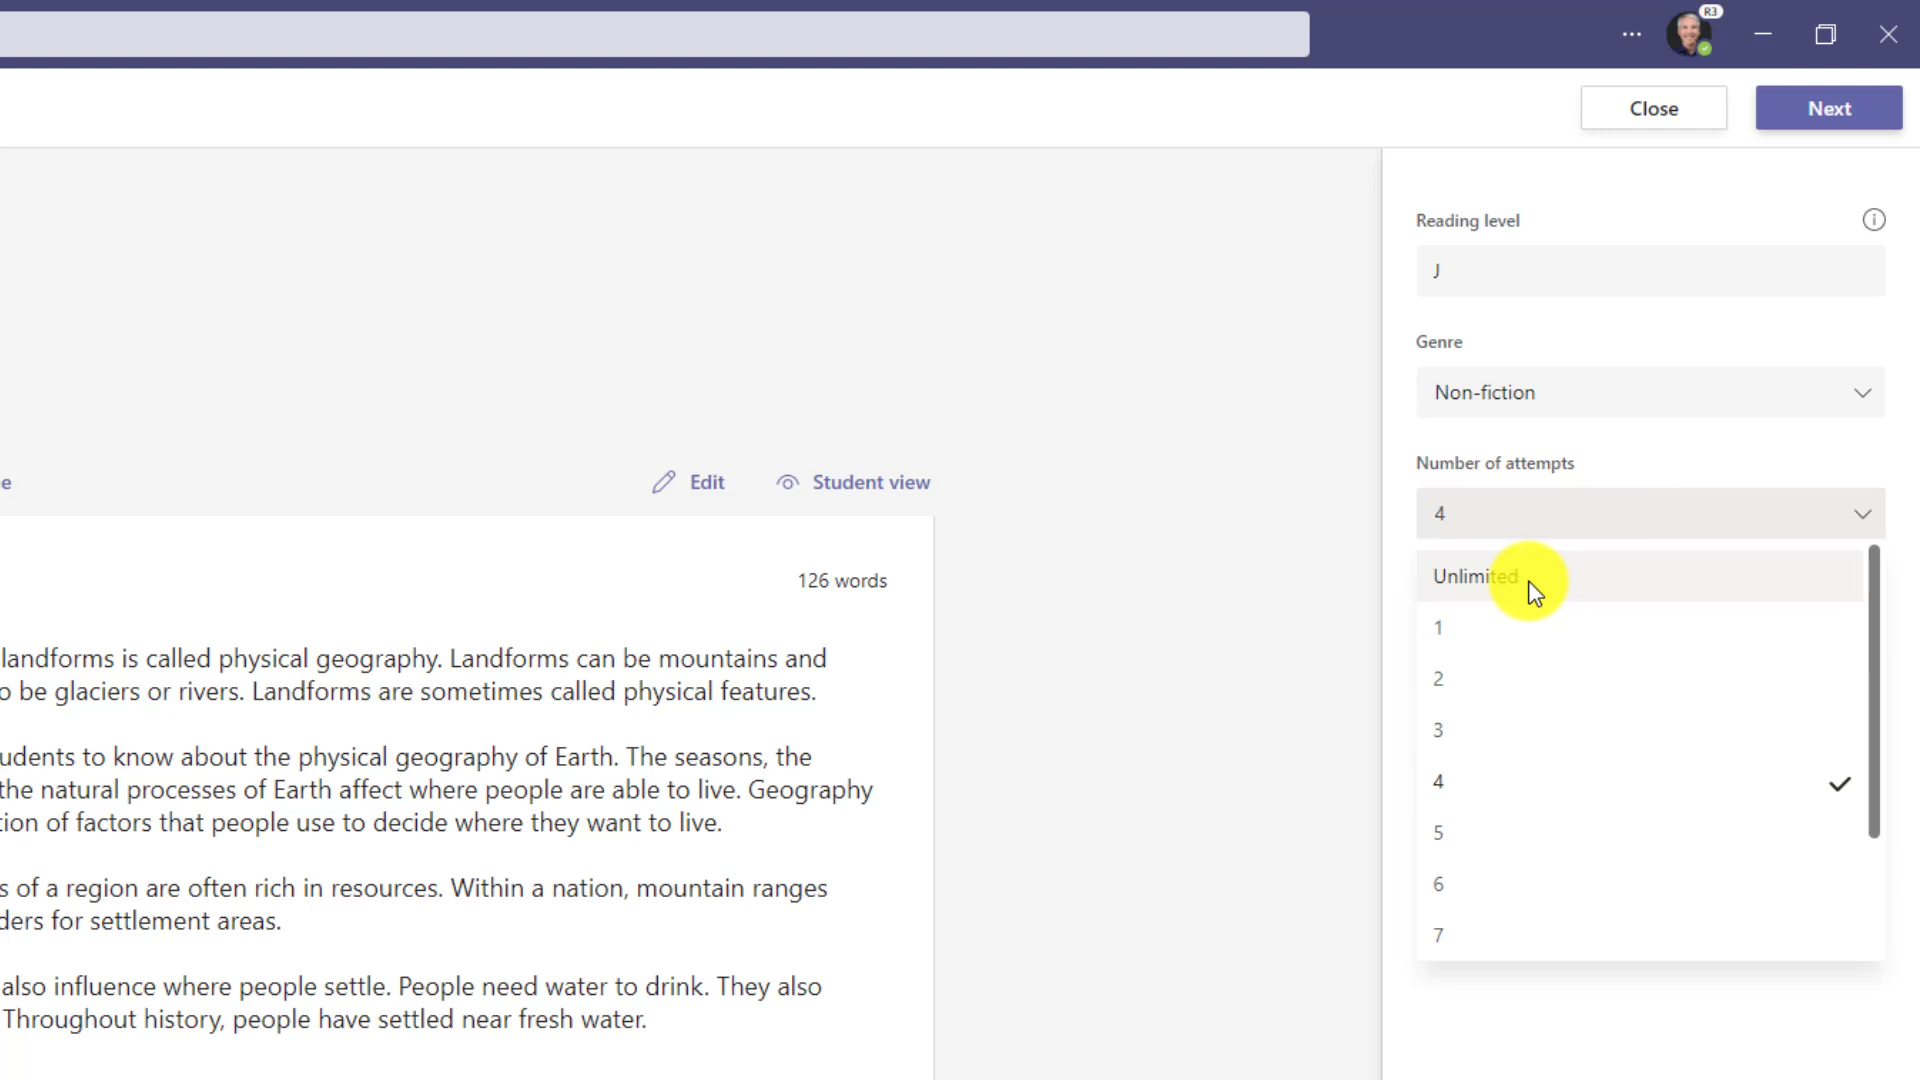 R3
Close
Next
Reading level
J
Genre
Non-fiction
Number of attempts
4
Unlimited
1
2
3
4
5
6
7
e
Edit
Student view
126 words
landforms is called physical geography. Landforms can be mountains and
o be glaciers or rivers. Landforms are sometimes called physical features.
udents to know about the physical geography of Earth. The seasons, the
the natural processes of Earth affect where people are able to live. Geography
tion of factors that people use to decide where they want to live.
s of a region are often rich in resources. Within a nation, mountain ranges
ders for settlement areas.
also influence where people settle. People need water to drink. They also
Throughout history, people have settled near fresh water.